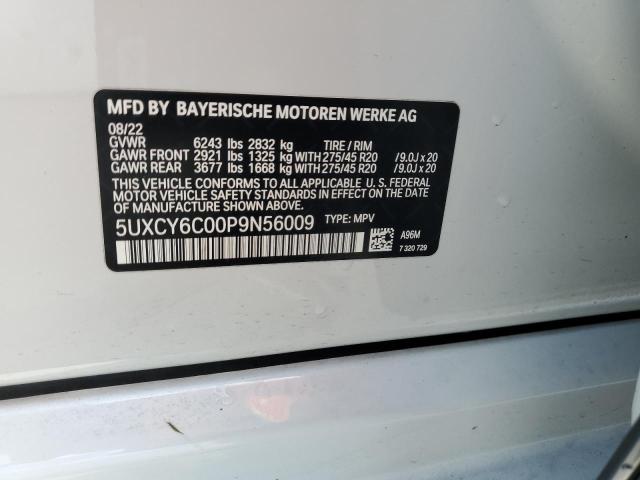 MFD BY BAYERISCHE MOTOREN WERKE AG
08/22
GVWR 6243 lbs 2832 kg TIRE / RIM
GAWR FRONT 2921 lbs 1325 kg WITH 275/45 R20 / 9.0J x 20
GAWR REAR 3677 lbs 1668 kg WITH 275/45 R20 / 9.0J x 20
THIS VEHICLE CONFORMS TO ALL APPLICABLE U. S. FEDERAL
MOTOR VEHICLE SAFETY STANDARDS IN EFFECT ON THE DATE
OF MANUFACTURE SHOWN ABOVE.
5UXCY6C00P9N56009 TYPE: MPV
A96M
7 320 729